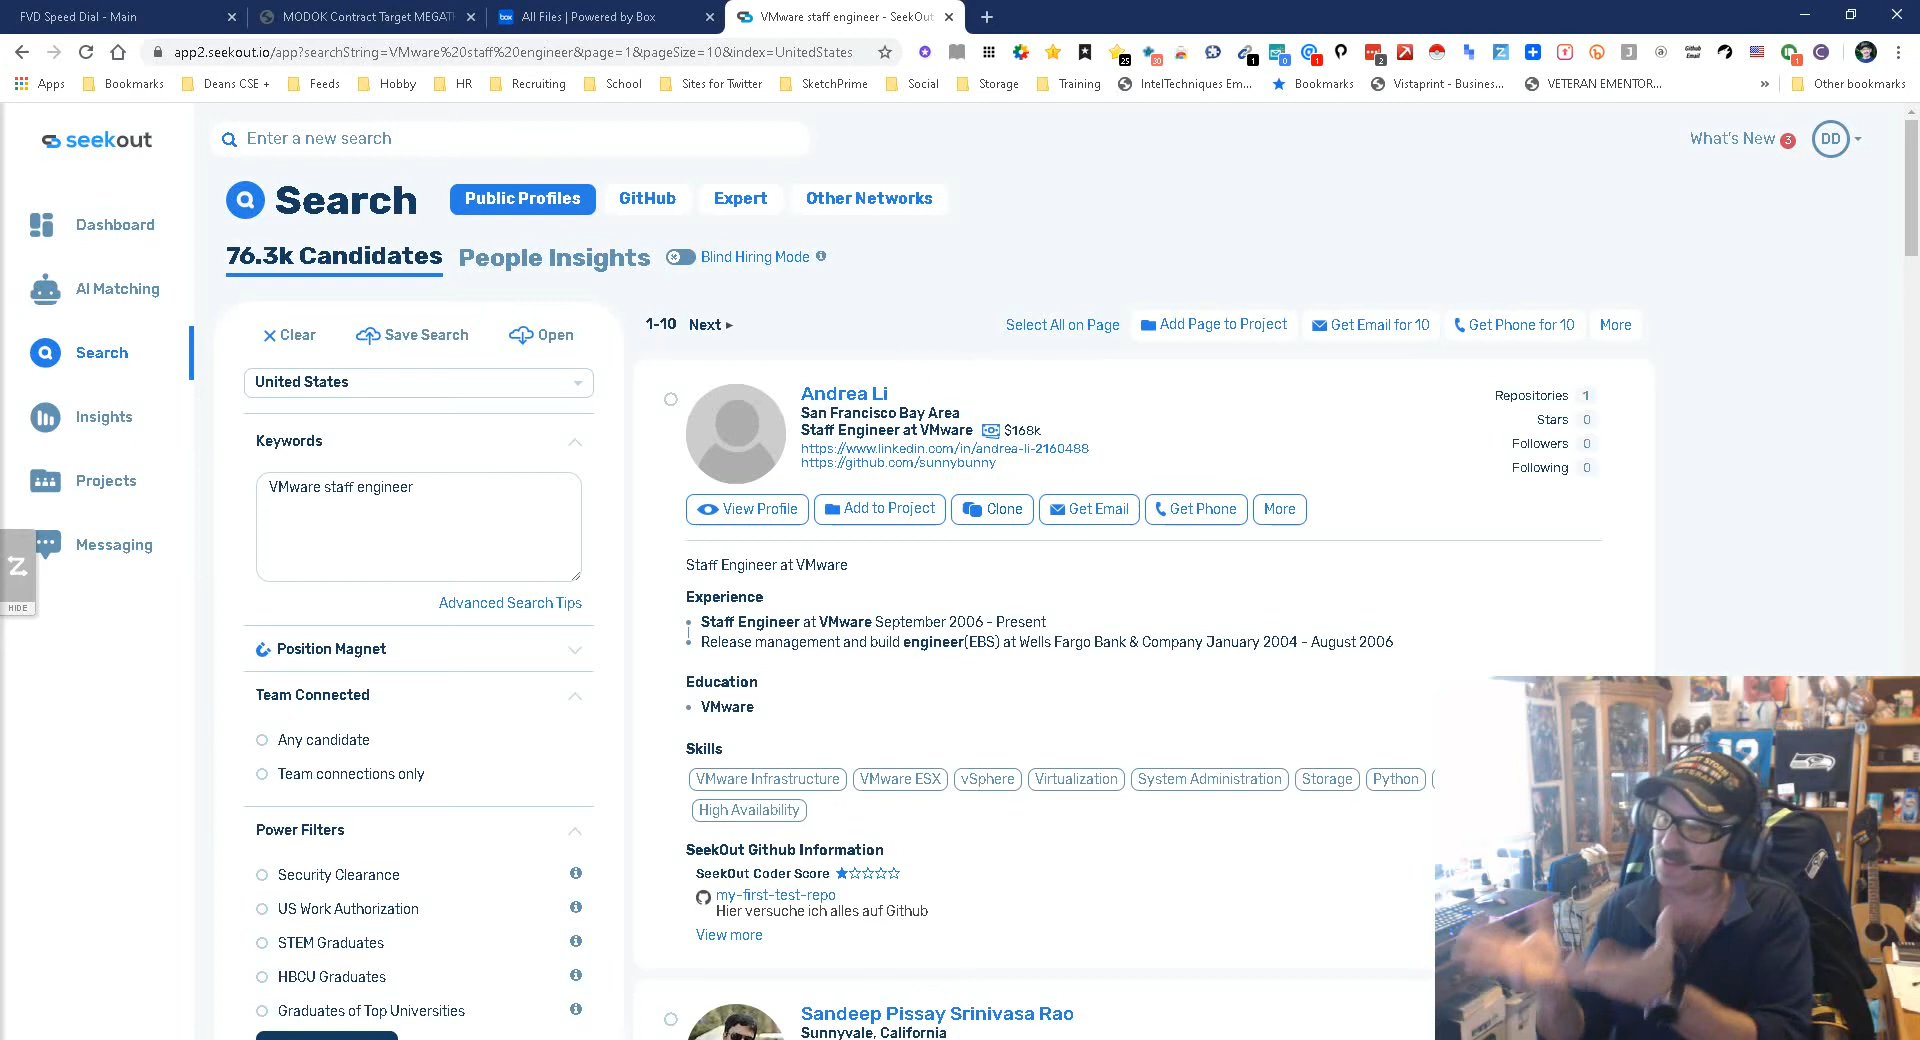 FVD Speed Dial - Main
MODOK Contract Target MEGAT
box All Files | Powered by Box
VMware staff engineer - SeekOut
app2.seekout.io/app?searchString=VMware%20staff%20engineer&page=1&pageSize=10&index=UnitedStates
Apps Bookmarks Deans CSE + Feeds Hobby HR Recruiting School Sites for Twitter SketchPrime Social Storage Training IntelTechniques Em... Bookmarks Vistaprint - Busines... VETERAN EMENTOR... » Other bookmarks
seekout
Enter a new search
What's New 3 DD
Search
Public Profiles GitHub Expert Other Networks
76.3k Candidates People Insights Blind Hiring Mode
Dashboard
AI Matching
Search
Insights
Projects
Messaging
HIDE
Clear Save Search Open
United States
Keywords
VMware staff engineer
Advanced Search Tips
Position Magnet
Team Connected
Any candidate
Team connections only
Power Filters
Security Clearance
US Work Authorization
STEM Graduates
HBCU Graduates
Graduates of Top Universities
1-10 Next
Select All on Page Add Page to Project Get Email for 10 Get Phone for 10 More
Andrea Li
San Francisco Bay Area
Staff Engineer at VMware $168k
https://www.linkedin.com/in/andrea-li-2160488
https://github.com/sunnybunny
Repositories 1
Stars 0
Followers 0
Following 0
View Profile Add to Project Clone Get Email Get Phone More
Staff Engineer at VMware
Experience
Staff Engineer at VMware September 2006 - Present
Release management and build engineer(EBS) at Wells Fargo Bank & Company January 2004 - August 2006
Education
VMware
Skills
VMware Infrastructure VMware ESX vSphere Virtualization System Administration Storage Python
High Availability
SeekOut Github Information
SeekOut Coder Score
my-first-test-repo
Hier versuche ich alles auf Github
View more
Sandeep Pissay Srinivasa Rao
Sunnyvale, California
12